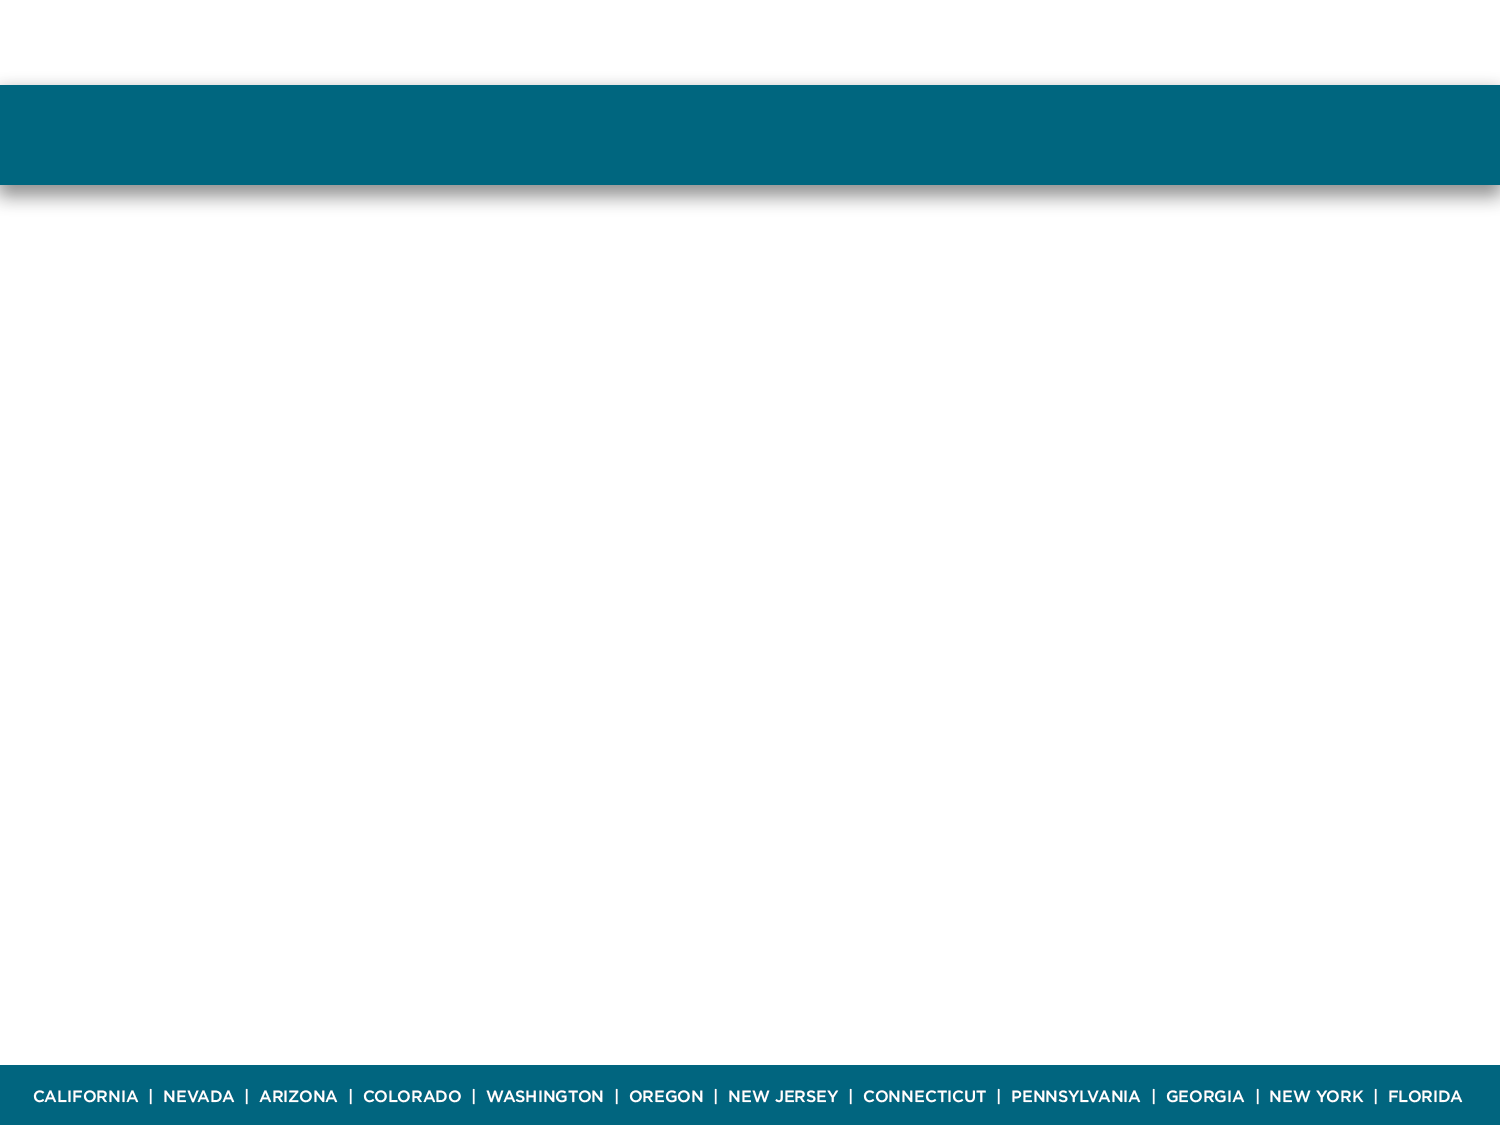 CALIFORNIA | NEVADA | ARIZONA | COLORADO | WASHINGTON | OREGON | NEW JERSEY | CONNECTICUT | PENNSYLVANIA | GEORGIA | NEW YORK | FLORIDA